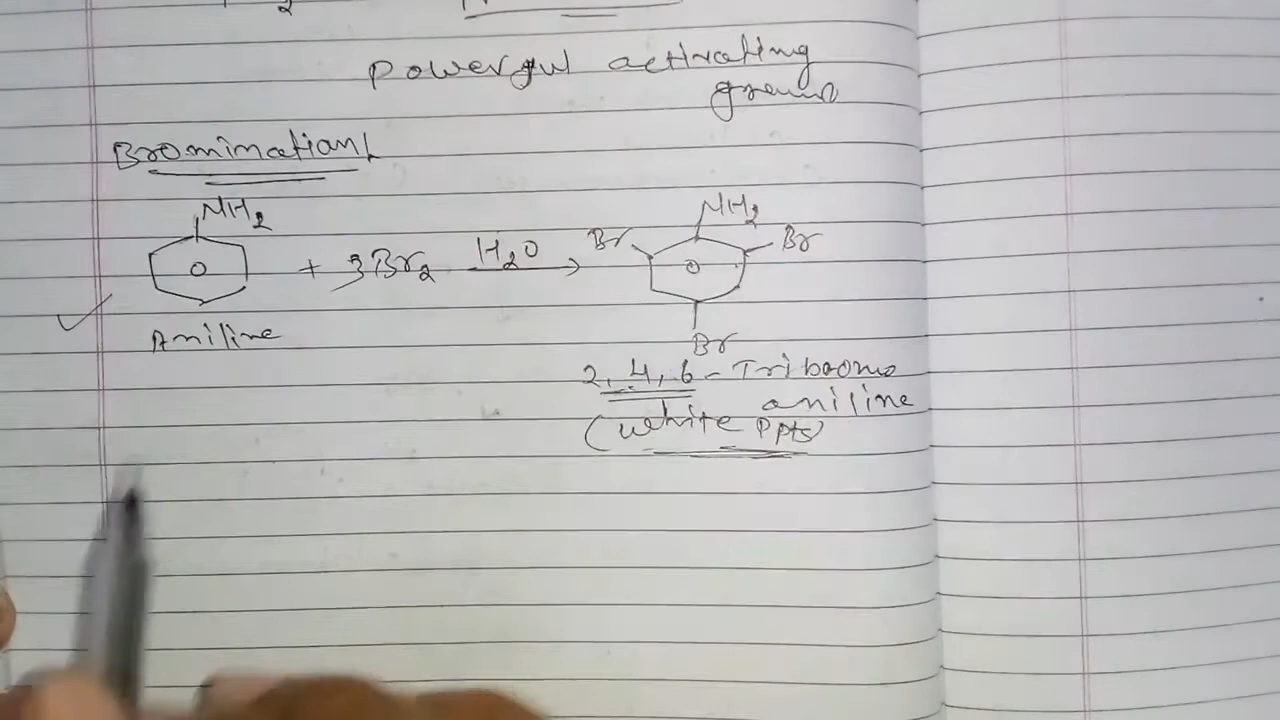 2
Powerful activating
group
Bromination
NH2 NH2
Br Br
+ 3Br2 H2O
Aniline
Br
2,4,6-Tribromo
aniline
(white ppts)